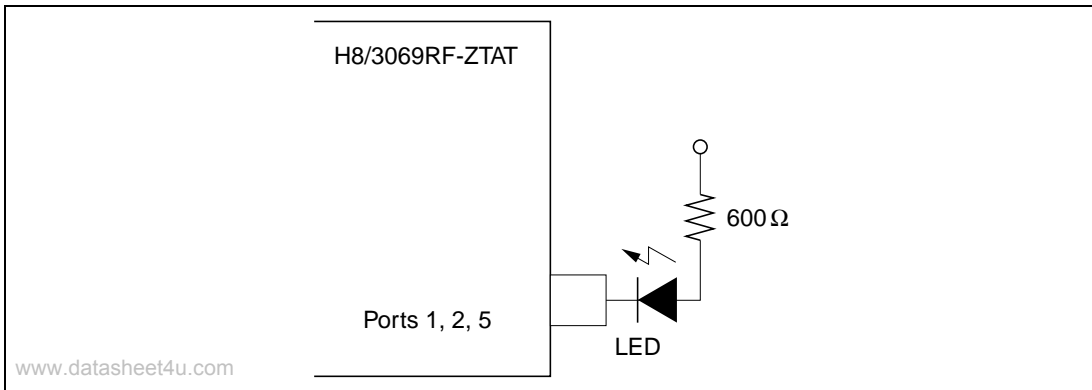 H8/3069RF-ZTAT
600 Ω
Ports 1, 2, 5
LED
www.datasheet4u.com